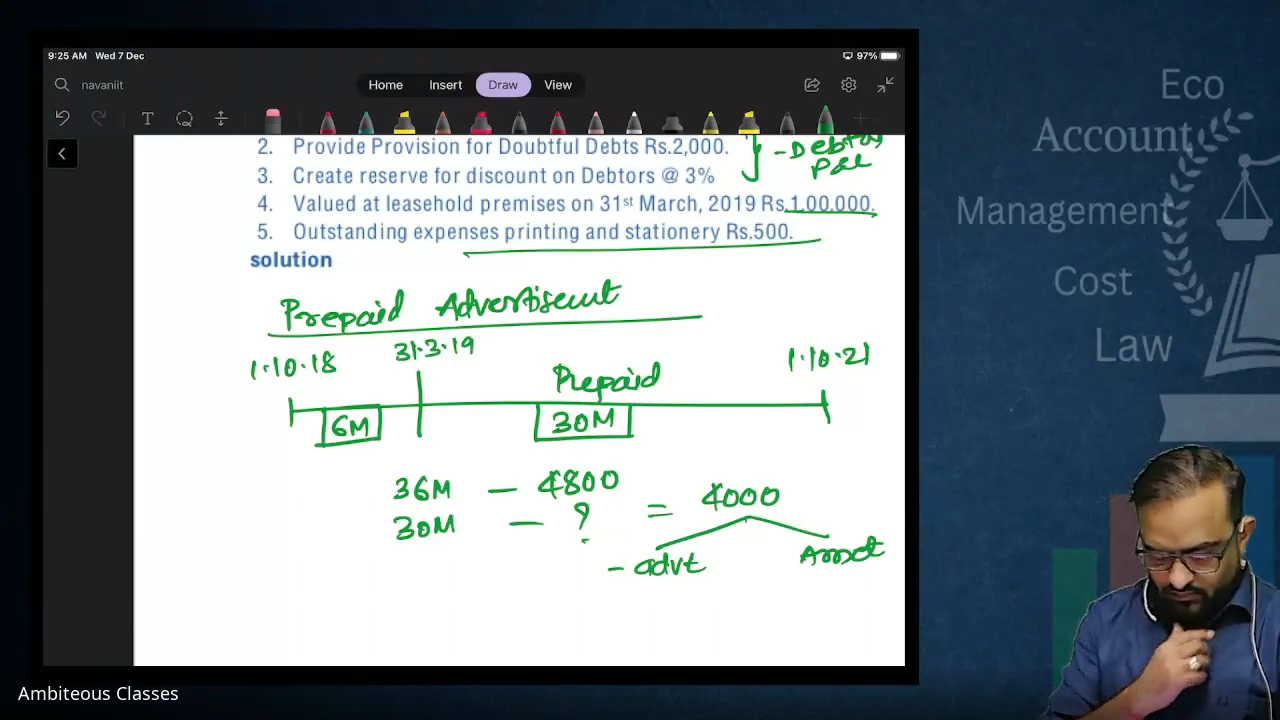 9:25 AM Wed 7 Dec
97%
navaniit
Home Insert Draw View
2. Provide Provision for Doubtful Debts Rs.2,000.
3. Create reserve for discount on Debtors @ 3%
4. Valued at leasehold premises on 31st March, 2019 Rs.1,00,000.
5. Outstanding expenses printing and stationery Rs.500.
- Debtors
P&L
solution
Prepaid Advertisemt
1.10.18 31.3.19 1.10.21
Prepaid
6M 30M
36M — 4800
30M — ? = 4000
- advt Asset
Eco
Account
Management
Cost
Law
Ambiteous Classes